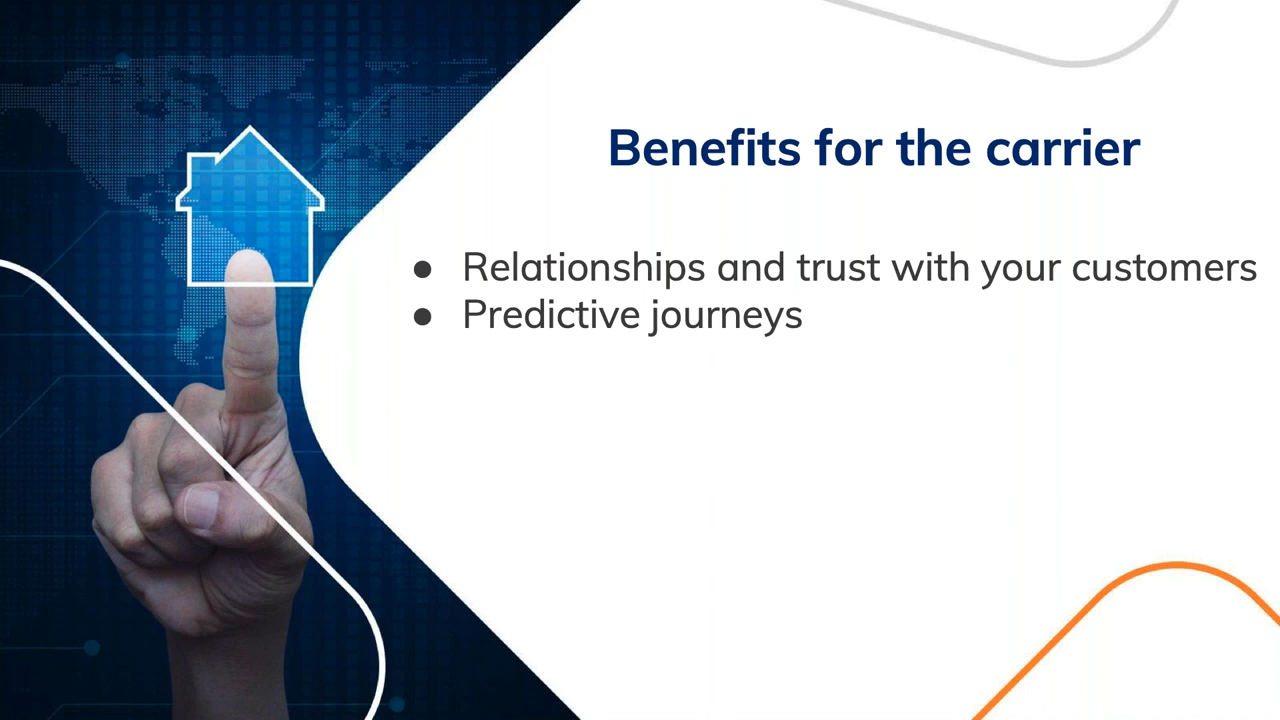 Benefits for the carrier
● Relationships and trust with your customers
● Predictive journeys